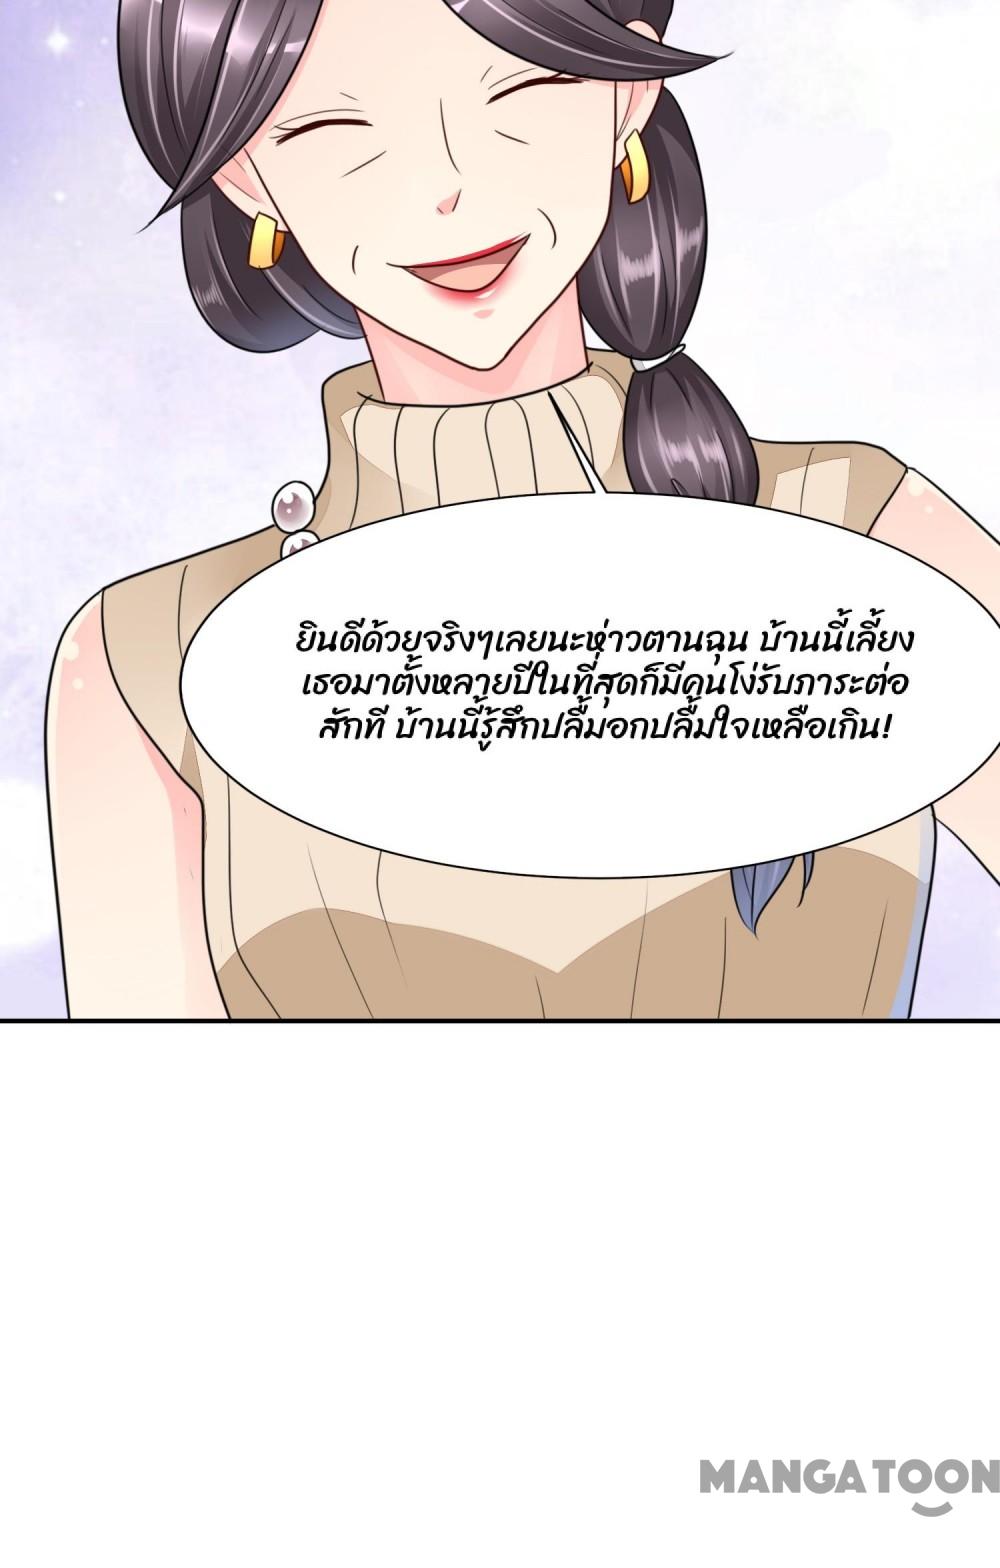 ยินดีด้วยจริงๆเลยนะห่าวตานฉุน บ้านนี้เลี้ยง
เธอมาตั้งหลายปีในที่สุดก็มีคนโง่รับภาระต่อ
สักที บ้านนี้รู้สึกปลื้มอกปลื้มใจเหลือเกิน!
MANGATOON